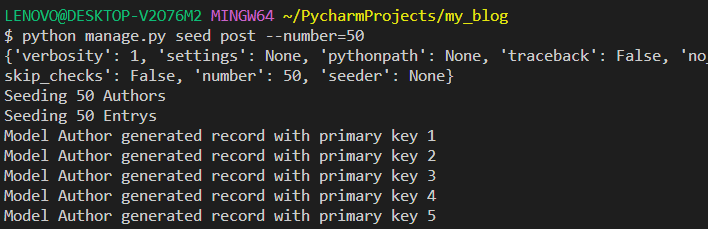 LENOVO@DESKTOP-V2O76M2 MINGW64 ~/PycharmProjects/my_blog
$ python manage.py seed post --number=50
{'verbosity': 1, 'settings': None, 'pythonpath': None, 'traceback': False, 'no_
skip_checks': False, 'number': 50, 'seeder': None}
Seeding 50 Authors
Seeding 50 Entrys
Model Author generated record with primary key 1
Model Author generated record with primary key 2
Model Author generated record with primary key 3
Model Author generated record with primary key 4
Model Author generated record with primary key 5